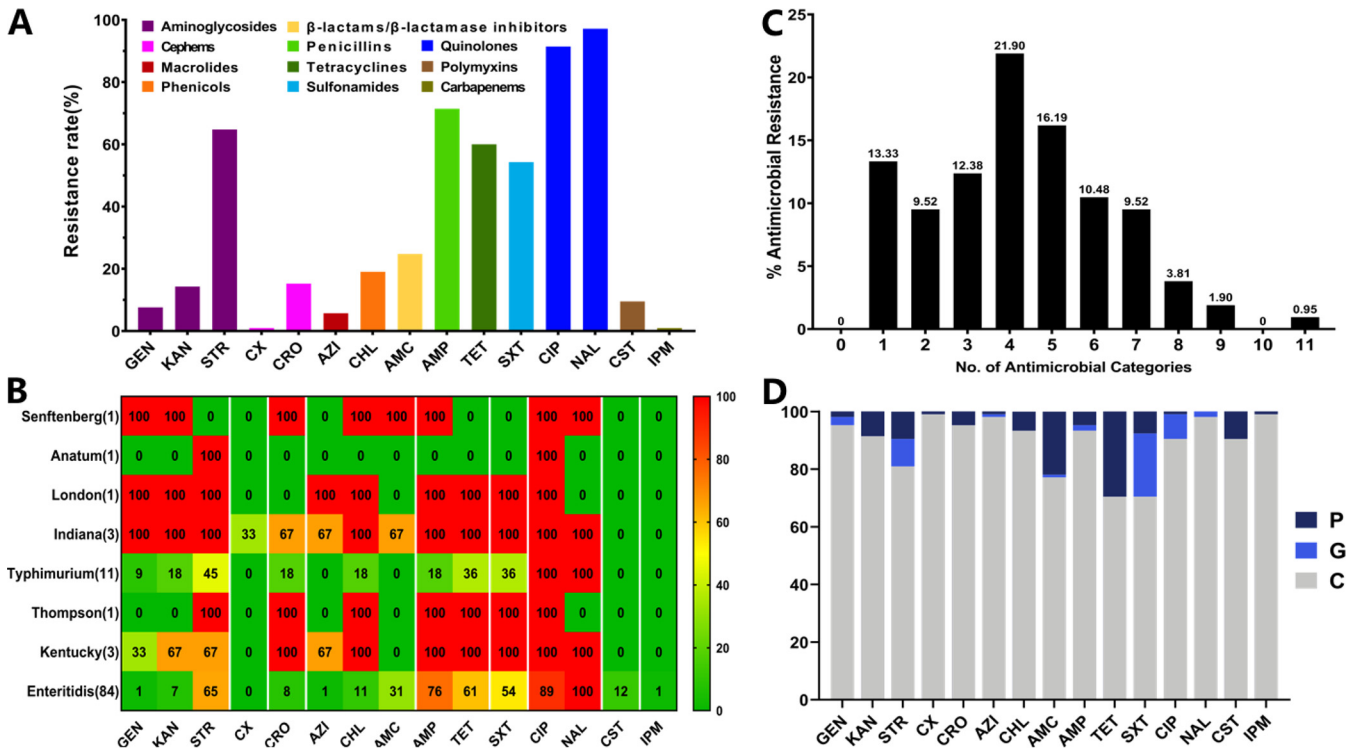 A
Resistance rate(%)
100
80
60
40
20
0
Aminoglycosides
Cephems
Macrolides
Phenicols
β-lactams/β-lactamase inhibitors
Penicillins
Tetracyclines
Sulfonamides
Quinolones
Polymyxins
Carbapenems
GEN KAN STR CX CRO AZI CHL AMC AMP TET SXT CIP NAL CST IPM
C
% Antimicrobial Resistance
25
20
15
10
5
0
0 13.33 9.52 12.38 21.90 16.19 10.48 9.52 3.81 1.90 0 0.95
0 1 2 3 4 5 6 7 8 9 10 11
No. of Antimicrobial Categories
B
Senftenberg(1) 100 100 0 0 100 0 100 100 100 0 0 100 100 0 0
Anatum(1) 0 0 100 0 0 0 0 0 0 0 0 100 0 0 0
London(1) 100 100 100 0 0 100 100 0 100 100 100 100 0 0 0
Indiana(3) 100 100 100 33 67 67 100 67 100 100 100 100 100 0 0
Typhimurium(11) 9 18 45 0 18 0 18 0 18 36 36 100 100 0 0
Thompson(1) 0 0 100 0 100 0 100 0 100 100 100 100 0 0 0
Kentucky(3) 33 67 67 0 100 67 100 0 100 100 100 100 100 0 0
Enteritidis(84) 1 7 65 0 8 1 11 31 76 61 54 89 100 12 1
GEN KAN STR CX CRO AZI CHL AMC AMP TET SXT CIP NAL CST IPM
100
80
60
40
20
0
D
100
80
60
40
20
0
GEN KAN STR CX CRO AZI CHL AMC AMP TET SXT CIP NAL CST IPM
P
G
C